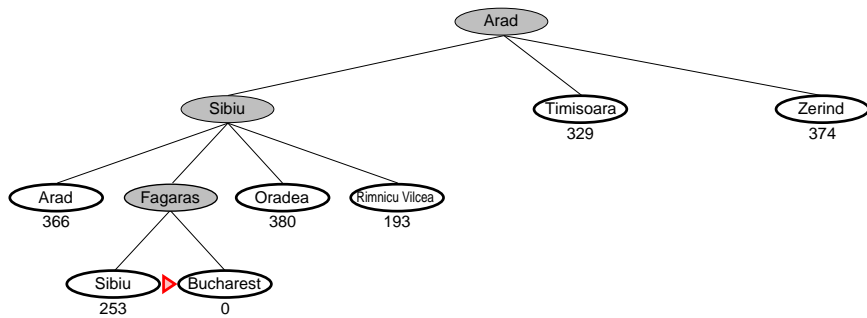 Arad
Sibiu
Timisoara
Zerind
329
374
Arad
Fagaras
Oradea
Rimnicu Vilcea
366
380
193
Sibiu
Bucharest
253
0